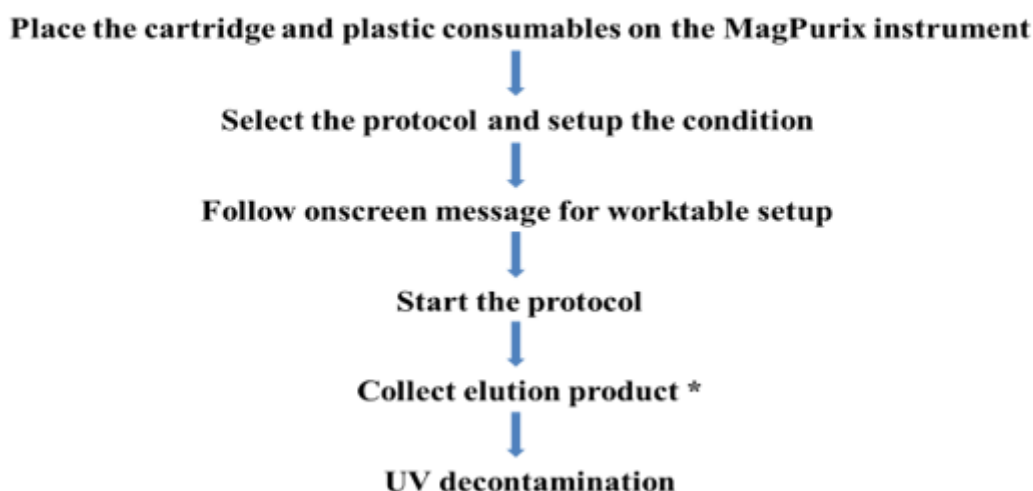 Place the cartridge and plastic consumables on the MagPurix instrument
Select the protocol and setup the condition
Follow onscreen message for worktable setup
Start the protocol
Collect elution product *
UV decontamination